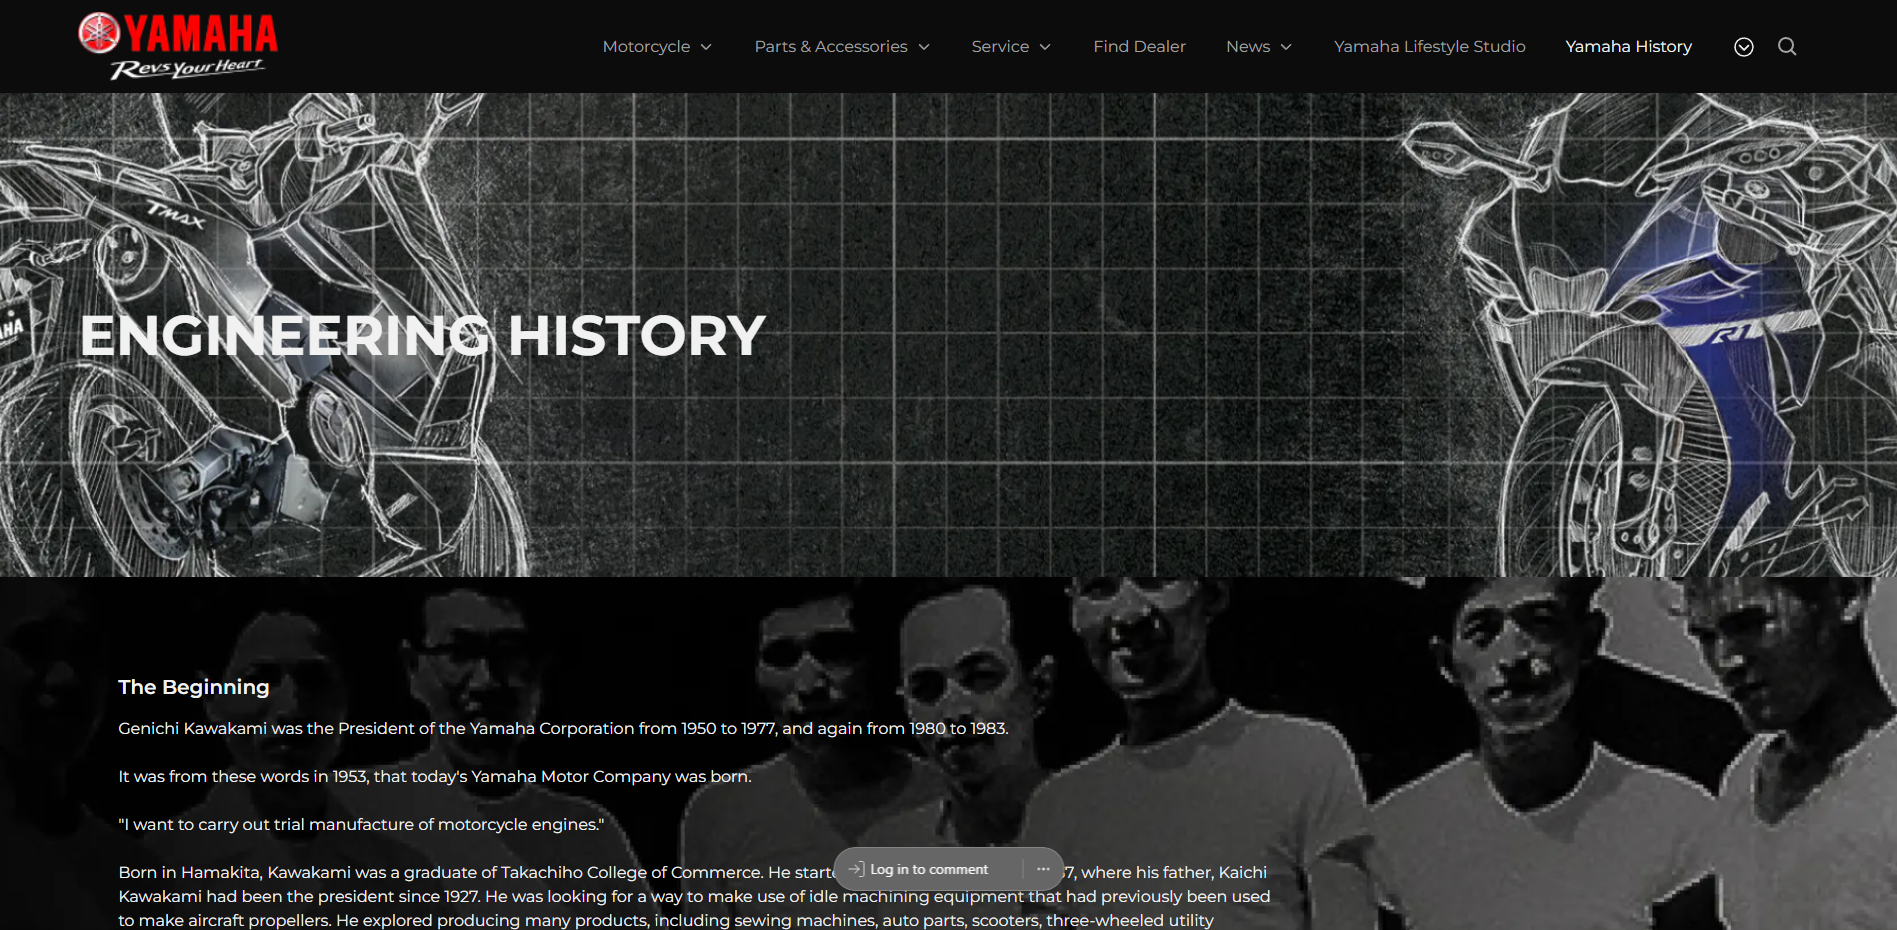 YAMAHA
Revs Your Heart
Motorcycle
Parts & Accessories
Service
Find Dealer
News
Yamaha Lifestyle Studio
Yamaha History
TMAX
AHA
R1
ENGINEERING HISTORY
The Beginning
Genichi Kawakami was the President of the Yamaha Corporation from 1950 to 1977, and again from 1980 to 1983.
It was from these words in 1953, that today's Yamaha Motor Company was born.
"I want to carry out trial manufacture of motorcycle engines."
Born in Hamakita, Kawakami was a graduate of Takachiho College of Commerce. He starte 7, where his father, Kaichi
Log in to comment
Kawakami had been the president since 1927. He was looking for a way to make use of idle machining equipment that had previously been used
to make aircraft propellers. He explored producing many products, including sewing machines, auto parts, scooters, three-wheeled utility